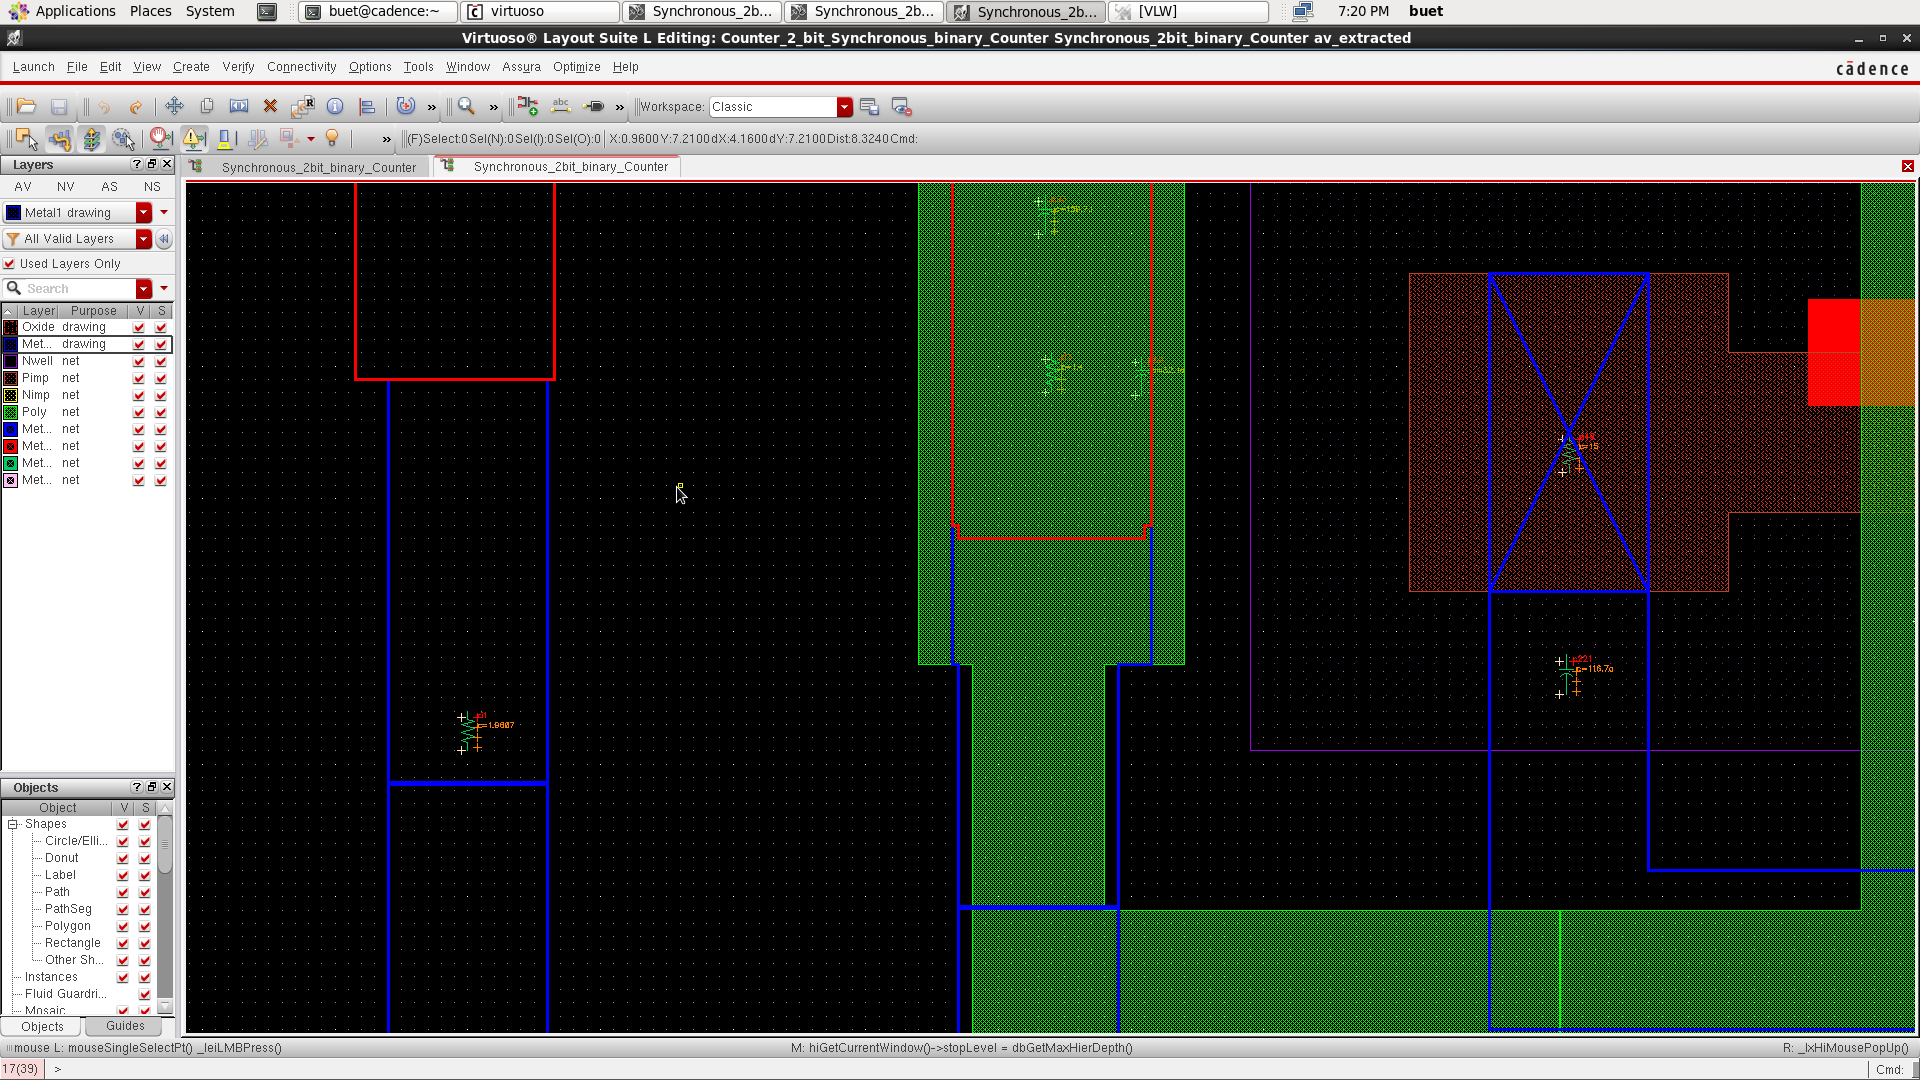 Applications Places System buet@cadence:~ virtuoso Synchronous_2b... Synchronous_2b... Synchronous_2b... [VLW] 7:20 PM buet
Virtuoso® Layout Suite L Editing: Counter_2_bit_Synchronous_binary_Counter Synchronous_2bit_binary_Counter av_extracted
Launch File Edit View Create Verify Connectivity Options Tools Window Assura Optimize Help cādence
Workspace: Classic
(F)Select:0 Sel(N):0 Sel(I):0 Sel(O):0 X:0.9600 Y:7.2100 dX:4.1600 dY:7.2100 Dist:8.3240 Cmd:
Layers
Synchronous_2bit_binary_Counter Synchronous_2bit_binary_Counter
AV NV AS NS
Metal1 drawing
All Valid Layers
Used Layers Only
Search
Layer Purpose V S
Oxide drawing
Met... drawing
Nwell net
Pimp net
Nimp net
Poly net
Met... net
Met... net
Met... net
Met... net
r=1.9607
c=116.7a
Objects
Object V S
Shapes
Circle/Elli...
Donut
Label
Path
PathSeg
Polygon
Rectangle
Other Sh...
Instances
Fluid Guardri...
Mosaic
Objects Guides
mouse L: mouseSingleSelectPt() _leiLMBPress() M: hiGetCurrentWindow()->stopLevel = dbGetMaxHierDepth() R: _lxHiMousePopUp()
17(39) > Cmd: